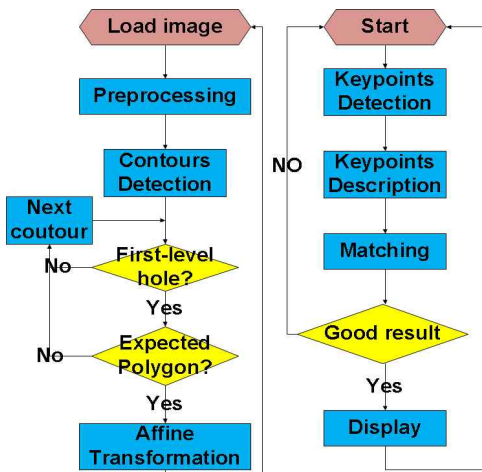 Load image
Preprocessing
Contours
Detection
Next
coutour
First-level
hole?
No
Yes
Expected
Polygon?
No
Yes
Affine
Transformation
Start
Keypoints
Detection
Keypoints
Description
NO
Matching
Good result
Yes
Display